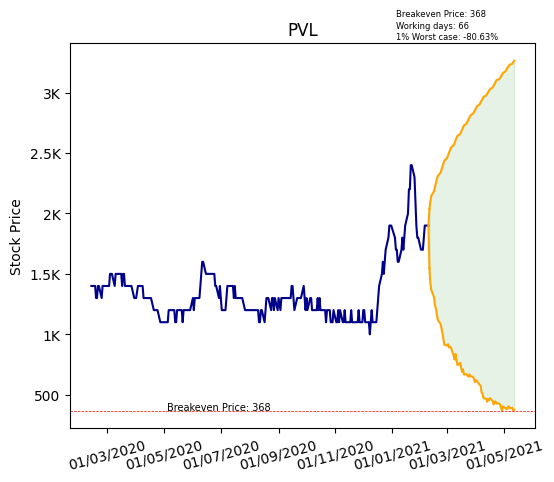 Breakeven Price: 368
Working days: 66
1% Worst case: -80.63%
PVL
Stock Price
3K
2.5K
2K
1.5K
1K
500
Breakeven Price: 368
01/03/2020
01/05/2020
01/07/2020
01/09/2020
01/11/2020
01/01/2021
01/03/2021
01/05/2021